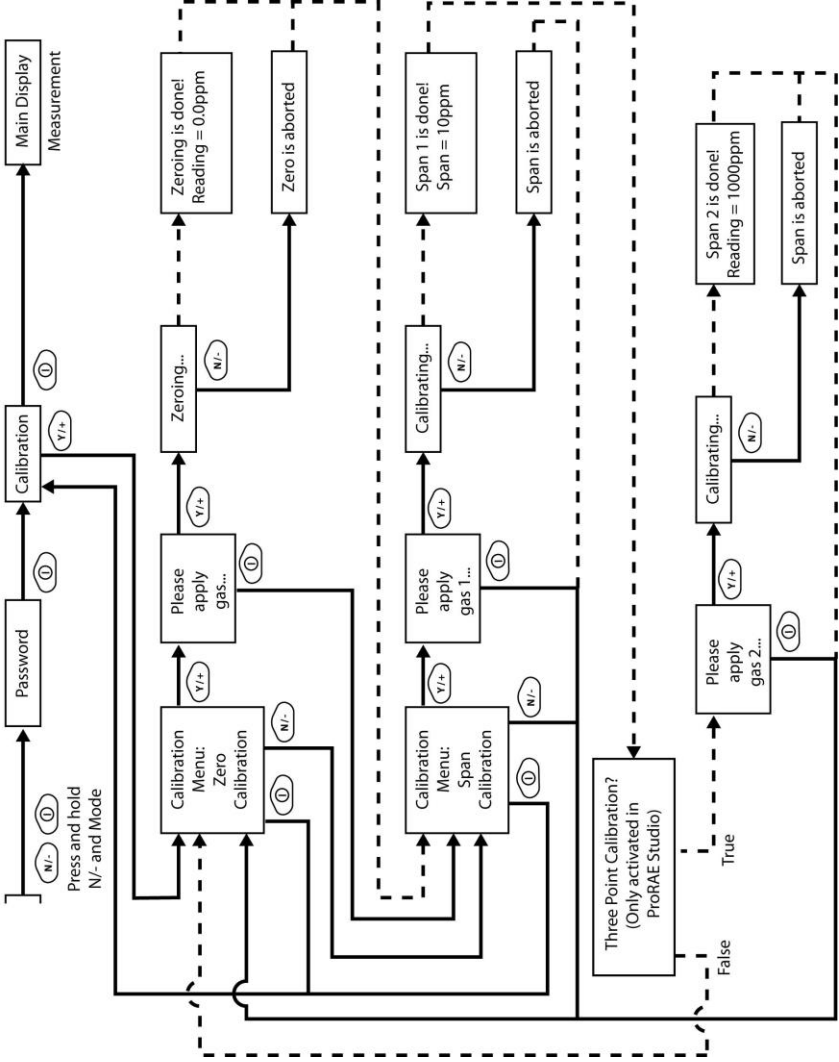 N/-
Press and hold
N/- and Mode
Password
Calibration
Y/+
Main Display
Measurement
Calibration
Menu:
Zero
Calibration
N/-
Y/+
Please
apply
gas...
Y/+
Zeroing...
N/-
Zeroing is done!
Reading = 0.0ppm
Zero is aborted
Calibration
Menu:
Span
Calibration
N/-
Y/+
Please
apply
gas 1...
Y/+
Calibrating...
N/-
Span 1 is done!
Span = 10ppm
Span is aborted
Three Point Calibration?
(Only activated in
ProRAE Studio)
False
True
Please
apply
gas 2...
Y/+
Calibrating...
N/-
Span 2 is done!
Reading = 1000ppm
Span is aborted